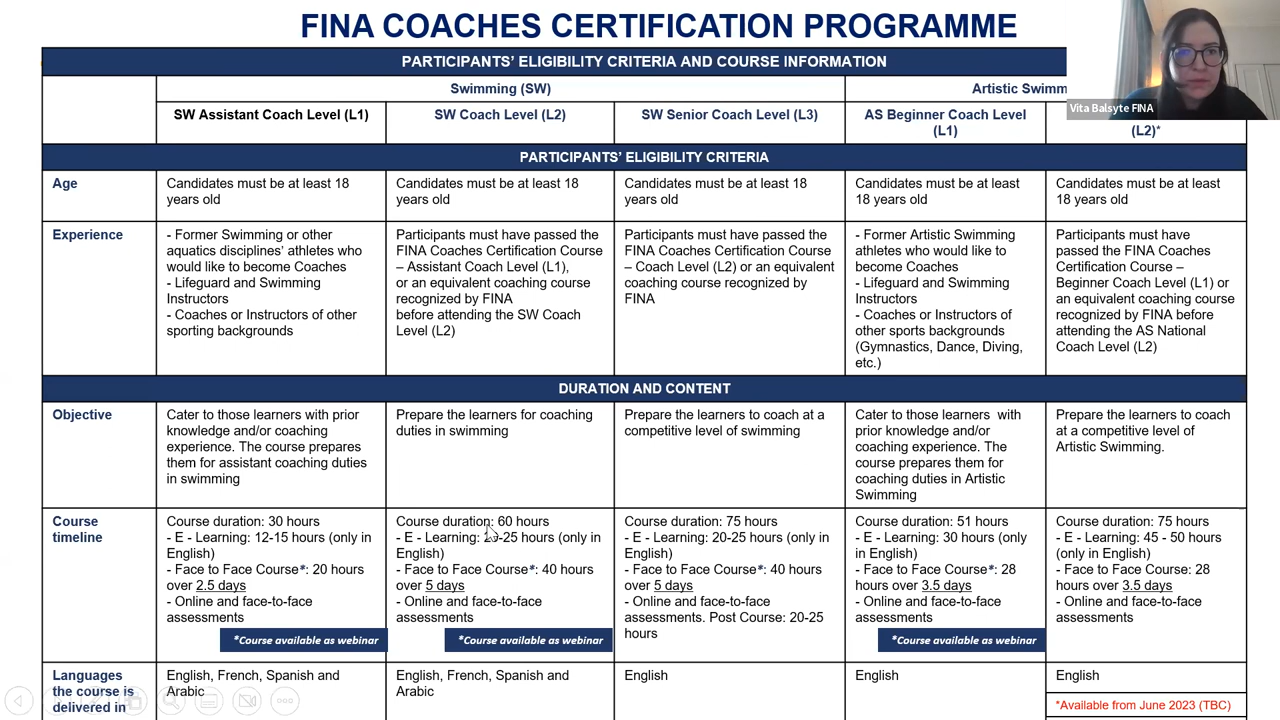 FINA COACHES CERTIFICATION PROGRAMME
PARTICIPANTS' ELIGIBILITY CRITERIA AND COURSE INFORMATION
Vita Balsyte FINA
Swimming (SW)
Artistic Swimm
SW Assistant Coach Level (L1)
SW Coach Level (L2)
SW Senior Coach Level (L3)
AS Beginner Coach Level
(L1)
(L2)*
PARTICIPANTS' ELIGIBILITY CRITERIA
Age
Candidates must be at least 18
years old
Candidates must be at least 18
years old
Candidates must be at least 18
years old
Candidates must be at least
18 years old
Candidates must be at least
18 years old
Experience
- Former Swimming or other
aquatics disciplines' athletes who
would like to become Coaches
- Lifeguard and Swimming
Instructors
- Coaches or Instructors of other
sporting backgrounds
Participants must have passed the
FINA Coaches Certification Course
– Assistant Coach Level (L1),
or an equivalent coaching course
recognized by FINA
before attending the SW Coach
Level (L2)
Participants must have passed the
FINA Coaches Certification Course
– Coach Level (L2) or an equivalent
coaching course recognized by
FINA
- Former Artistic Swimming
athletes who would like to
become Coaches
- Lifeguard and Swimming
Instructors
- Coaches or Instructors of
other sports backgrounds
(Gymnastics, Dance, Diving,
etc.)
Participants must have
passed the FINA Coaches
Certification Course –
Beginner Coach Level (L1) or
an equivalent coaching course
recognized by FINA before
attending the AS National
Coach Level (L2)
DURATION AND CONTENT
Objective
Cater to those learners with prior
knowledge and/or coaching
experience. The course prepares
them for assistant coaching duties
in swimming
Prepare the learners for coaching
duties in swimming
Prepare the learners to coach at a
competitive level of swimming
Cater to those learners with
prior knowledge and/or
coaching experience. The
course prepares them for
coaching duties in Artistic
Swimming
Prepare the learners to coach
at a competitive level of
Artistic Swimming.
Course
timeline
Course duration: 30 hours
- E - Learning: 12-15 hours (only in
English)
- Face to Face Course*: 20 hours
over 2.5 days
- Online and face-to-face
assessments
*Course available as webinar
Course duration: 60 hours
- E - Learning: -25 hours (only in
English)
- Face to Face Course*: 40 hours
over 5 days
- Online and face-to-face
assessments
*Course available as webinar
Course duration: 75 hours
- E - Learning: 20-25 hours (only in
English)
- Face to Face Course*: 40 hours
over 5 days
- Online and face-to-face
assessments. Post Course: 20-25
hours
Course duration: 51 hours
- E - Learning: 30 hours (only
in English)
- Face to Face Course*: 28
hours over 3.5 days
- Online and face-to-face
assessments
*Course available as webinar
Course duration: 75 hours
- E - Learning: 45 - 50 hours
(only in English)
- Face to Face Course: 28
hours over 3.5 days
- Online and face-to-face
assessments
Languages
the course is
delivered in
English, French, Spanish and
Arabic
English, French, Spanish and
Arabic
English
English
English
*Available from June 2023 (TBC)